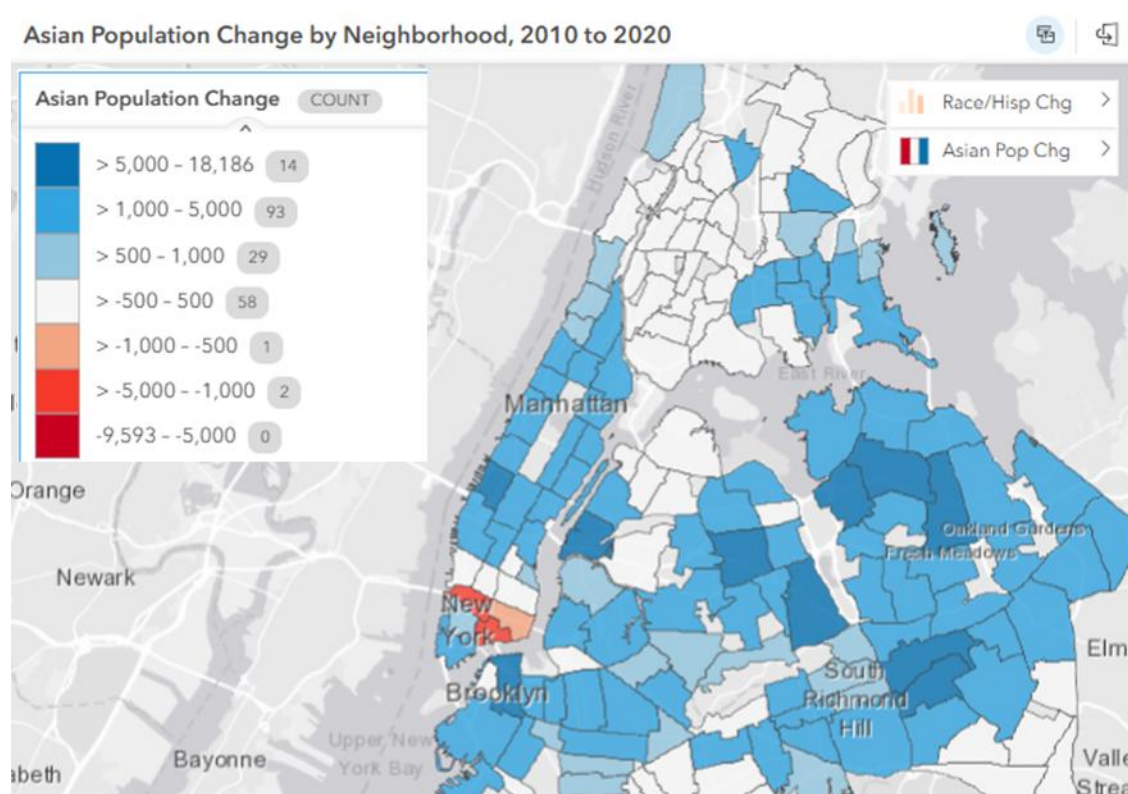 Asian Population Change by Neighborhood, 2010 to 2020
Asian Population Change COUNT
> 5,000 – 18,186 14
> 1,000 – 5,000 93
> 500 – 1,000 29
> -500 – 500 58
> -1,000 – -500 1
> -5,000 – -1,000 2
-9,593 – -5,000 0
Race/Hisp Chg
Asian Pop Chg
Hudson River
East River
Manhattan
Orange
Oakland Gardens
Fresh Meadows
Newark
New
York
Elm
South
Richmond
Hill
Brooklyn
Upper New
York Bay
Bayonne
Valle
Strea
abeth